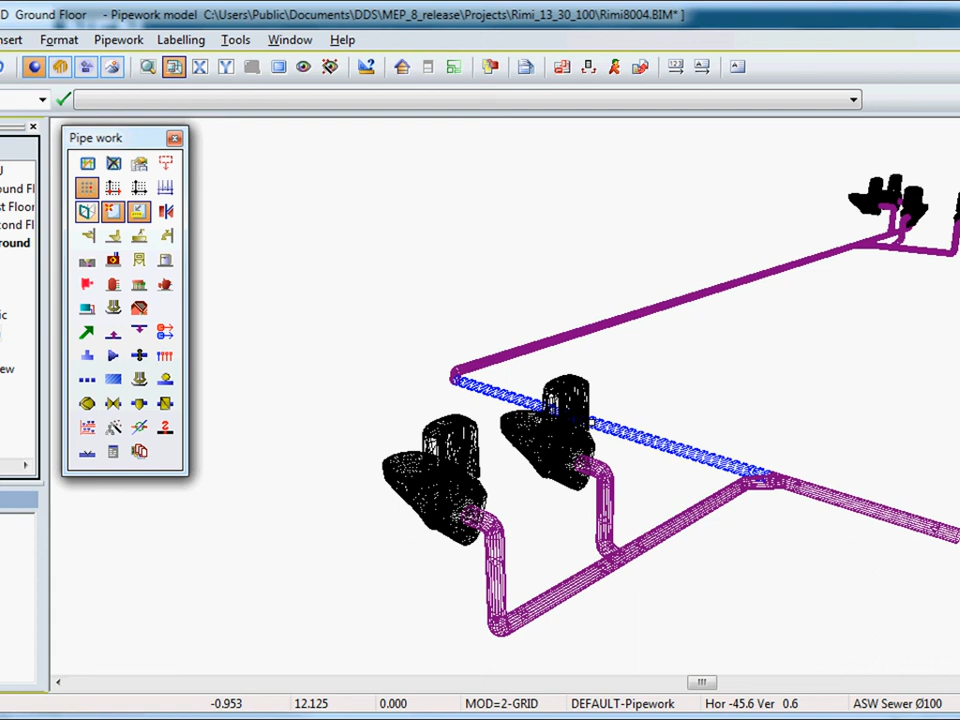 D Ground Floor - Pipework model C:\Users\Public\Documents\DDS\MEP_8_release\Projects\Rimi_13_30_100\Rimi8004.BIM* ]
nsert Format Pipework Labelling Tools Window Help
Pipe work
U
ound Fl
st Floor
cond Fl
round
ic
ew
-0.953 12.125 0.000 MOD=2-GRID DEFAULT-Pipework Hor -45.6 Ver 0.6 ASW Sewer Ø100